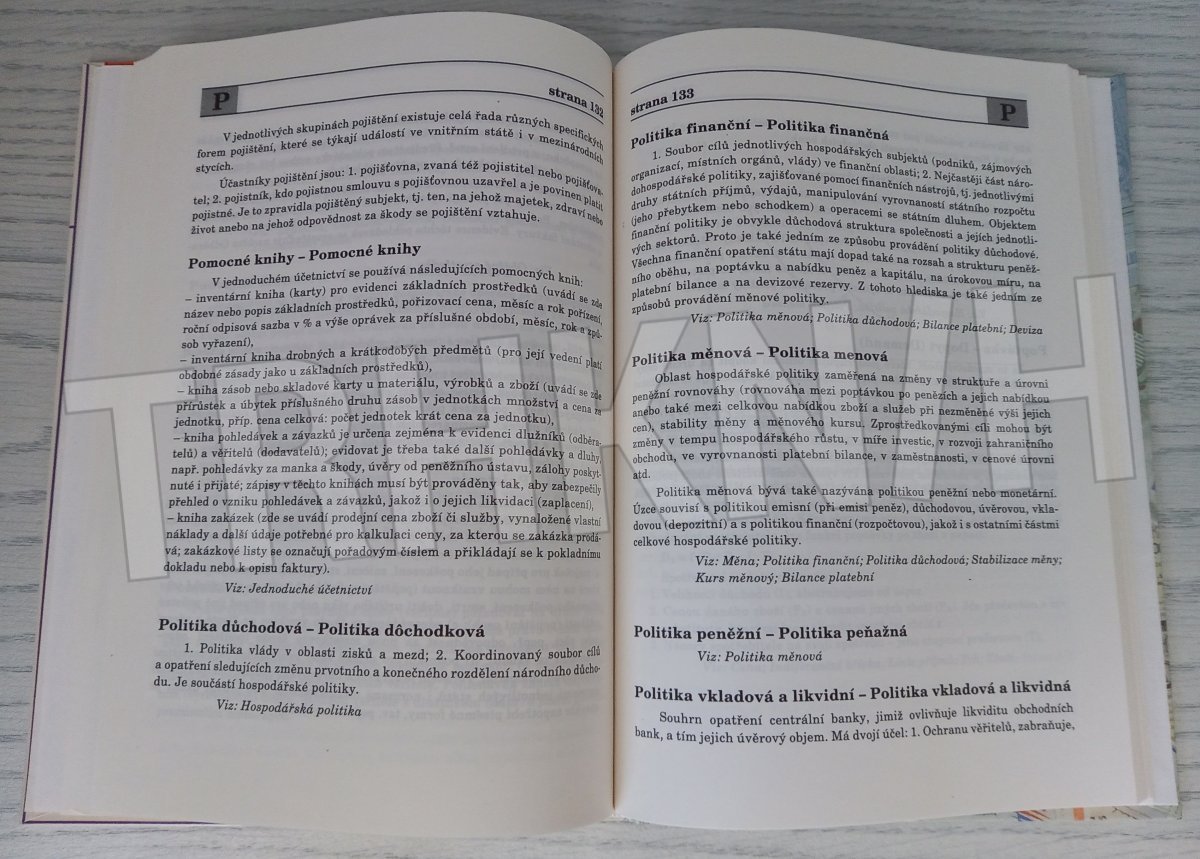 P
strana 132
V jednotlivých skupinách pojištění existuje celá řada různých specifických
forem pojištění, které se týkají událostí ve vnitřním státě i v mezinárodních
stycích.
Účastníky pojištění jsou: 1. pojišťovna, zvaná též pojistitel nebo pojišťova-
tel; 2. pojistník, kdo pojistnou smlouvu s pojišťovnou uzavřel a je povinen platit
pojistné. Je to zpravidla pojištěný subjekt, tj. ten, na jehož majetek, zdraví nebo
život anebo na jehož odpovědnost za škody se pojištění vztahuje.
Pomocné knihy – Pomocné knihy
V jednoduchém účetnictví se používá následujících pomocných knih:
– inventární kniha (karty) pro evidenci základních prostředků (uvádí se zde
název nebo popis základního prostředků, pořizovací cena, měsíc a rok pořízení,
roční odpisová sazba v % a výše oprávek za příslušné období, měsíc, rok a způ-
sob vyřazení),
– inventární kniha drobných a krátkodobých předmětů (pro její vedení platí
obdobné zásady jako u základních prostředků),
– kniha zásob nebo skladové karty u materiálu, výrobků a zboží (uvádí se zde
přírůstek a úbytek příslušného druhu zásob v jednotkách množství a cena za
jednotku, příp. cena celková: počet jednotek krát cena za jednotku),
– kniha pohledávek a závazků je určena zejména k evidenci dlužníků (odběra-
telů) a věřitelů (dodavatelů); evidovat je třeba také další pohledávky a dluhy,
např. pohledávky za manka a škody, úvěry od peněžního ústavu, zálohy poskyt-
nuté i přijaté; zápisy v těchto knihách musí být prováděny tak, aby zabezpečily
přehled o vzniku pohledávek a závazků, jakož i o jejich likvidaci (zaplacení),
– kniha zakázek (zde se uvádí prodejní cena zboží či služby, vynaložené vlastní
náklady a další údaje potřebné pro kalkulaci ceny, za kterou se zakázka prodá-
vá; zakázkové listy se označují pořadovým číslem a přikládají se k pokladnímu
dokladu nebo k opisu faktury).
Viz: Jednoduché účetnictví
Politika důchodová – Politika dôchodková
1. Politika vlády v oblasti zisků a mezd; 2. Koordinovaný soubor cílů
a opatření sledujících změnu prvotního a konečného rozdělení národního důcho-
du. Je součástí hospodářské politiky.
Viz: Hospodářská politika
strana 133
P
Politika finanční – Politika finančná
1. Soubor cílů jednotlivých hospodářských subjektů (podniků, zájmových
organizací, místních orgánů, vlády) ve finanční oblasti; 2. Nejčastěji část náro-
dohospodářské politiky, zajišťované pomocí finančních nástrojů, tj. jednotlivými
druhy státních příjmů, výdajů, manipulování vyrovnaností státního rozpočtu
(jeho přebytkem nebo schodkem) a operacemi se státním dluhem. Objektem
finanční politiky je obvykle důchodová struktura společnosti a jejích jednotli-
vých sektorů. Proto je také jedním ze způsobu provádění politiky důchodové.
Všechna finanční opatření státu mají dopad také na rozsah a strukturu peněž-
ního oběhu, na poptávku a nabídku peněz a kapitálu, na úrokovou míru, na
platební bilance a na devizové rezervy. Z tohoto hlediska je také jedním ze
způsobů provádění měnové politiky.
Viz: Politika měnová; Politika důchodová; Bilance platební; Deviza
Politika měnová – Politika menová
Oblast hospodářské politiky zaměřená na změny ve struktuře a úrovni
peněžní rovnováhy (rovnováha mezi poptávkou po penězích a jejich nabídkou
anebo také mezi celkovou nabídkou zboží a služeb při nezměněné výši jejich
cen), stability měny a měnového kursu. Zprostředkovanými cíli mohou být
změny v tempu hospodářského růstu, v míře investic, v rozvoji zahraničního
obchodu, ve vyrovnanosti platební bilance, v zaměstnanosti, v cenové úrovni
atd.
Politika měnová bývá také nazývána politikou peněžní nebo monetární.
Úzce souvisí s politikou emisní (při emisi peněz), důchodovou, úvěrovou, vkla-
dovou (depozitní) a s politikou finanční (rozpočtovou), jakož i s ostatními částmi
celkové hospodářské politiky.
Viz: Měna; Politika finanční; Politika důchodová; Stabilizace měny;
Kurs měnový; Bilance platební
Politika peněžní – Politika peňažná
Viz: Politika měnová
Politika vkladová a likvidní – Politika vkladová a likvidná
Souhrn opatření centrální banky, jimiž ovlivňuje likviditu obchodních
bank, a tím jejich úvěrový objem. Má dvojí účel: 1. Ochranu věřitelů, zabraňuje,
TRHKNIH